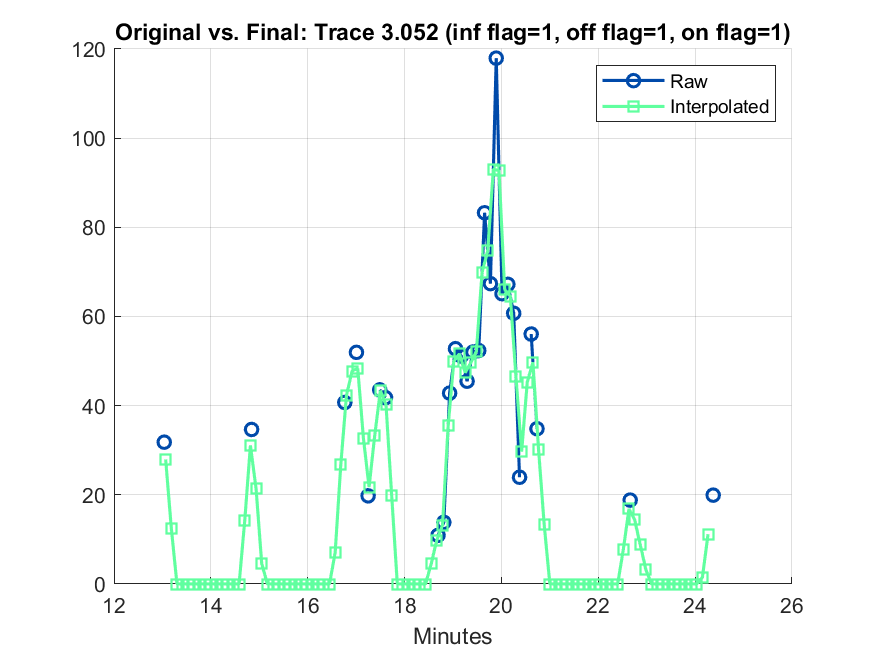 Original vs. Final: Trace 3.052 (inf flag=1, off flag=1, on flag=1)
120
100
80
60
40
20
0
Raw
Interpolated
12 14 16 18 20 22 24 26
Minutes